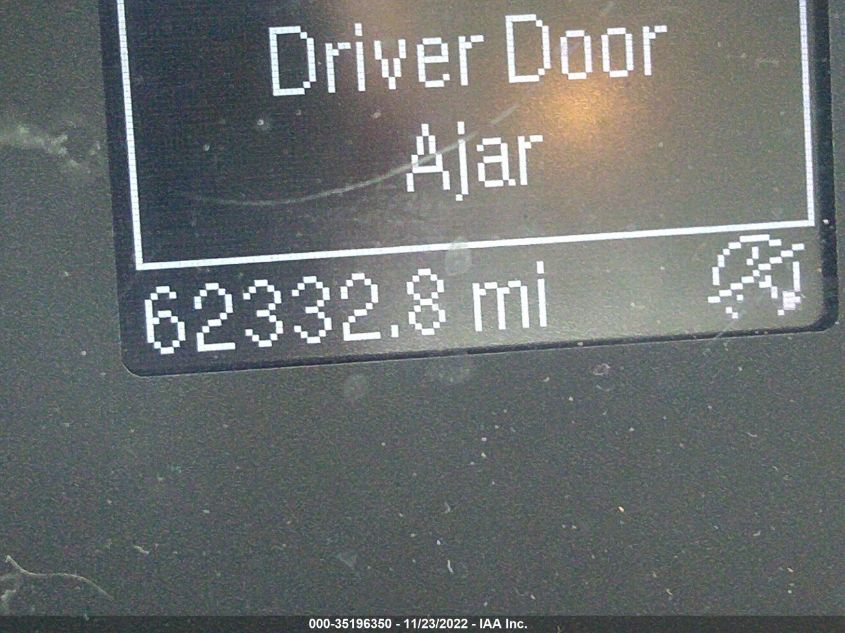 Driver Door
Ajar
62332.8 mi
000-35196350 - 11/23/2022 - IAA Inc.